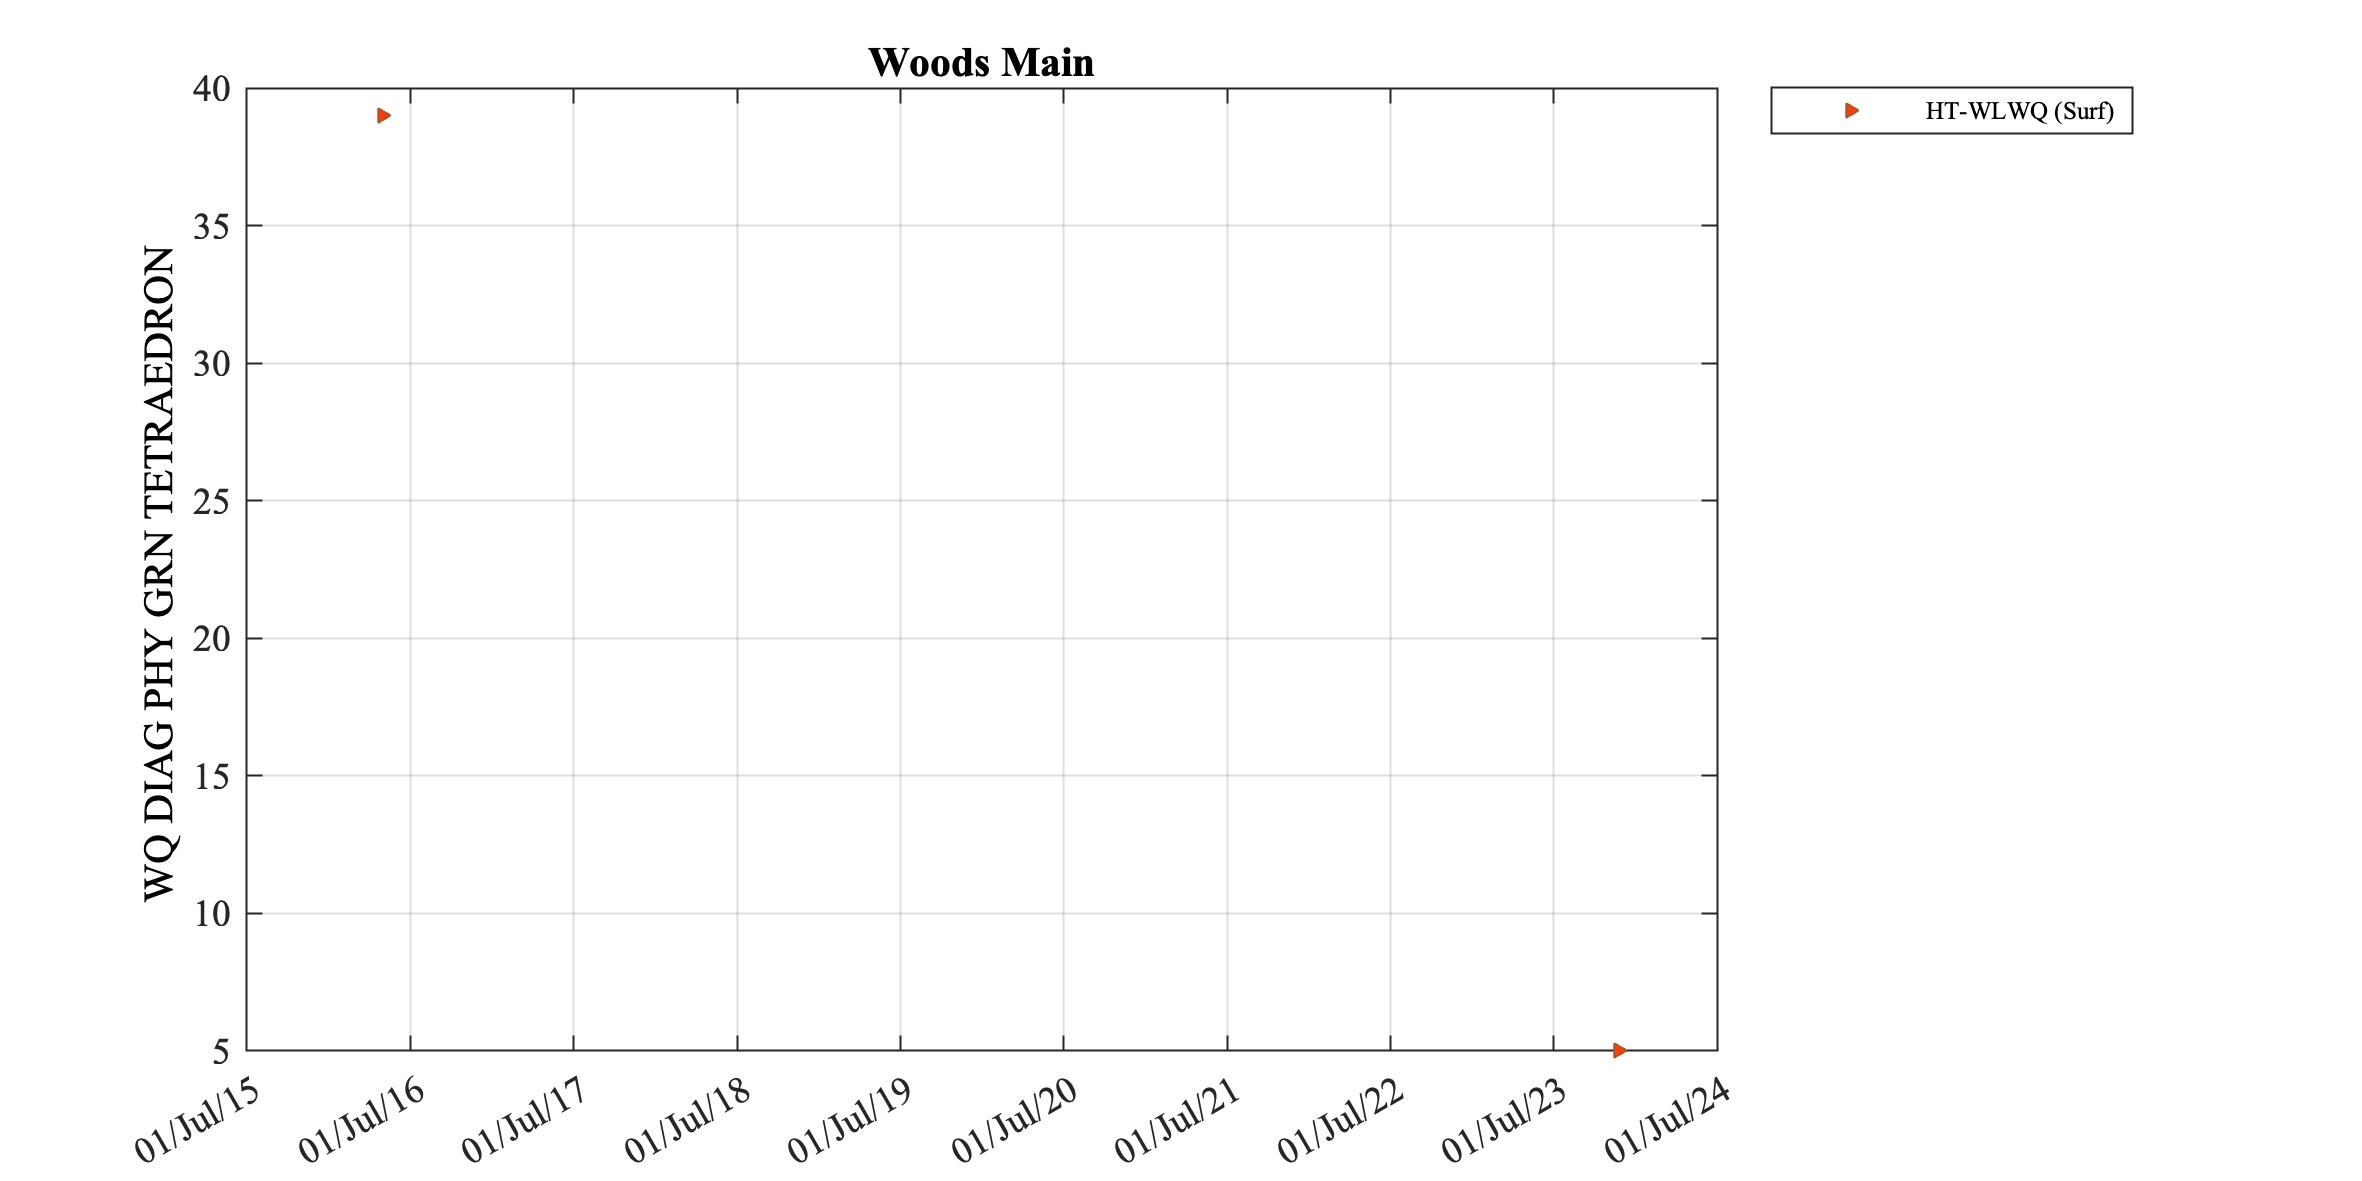 Woods Main
HT-WLWQ (Surf)
WQ DIAG PHY GRN TETRAEDRON
40
35
30
25
20
15
10
5
01/Jul/15
01/Jul/16
01/Jul/17
01/Jul/18
01/Jul/19
01/Jul/20
01/Jul/21
01/Jul/22
01/Jul/23
01/Jul/24